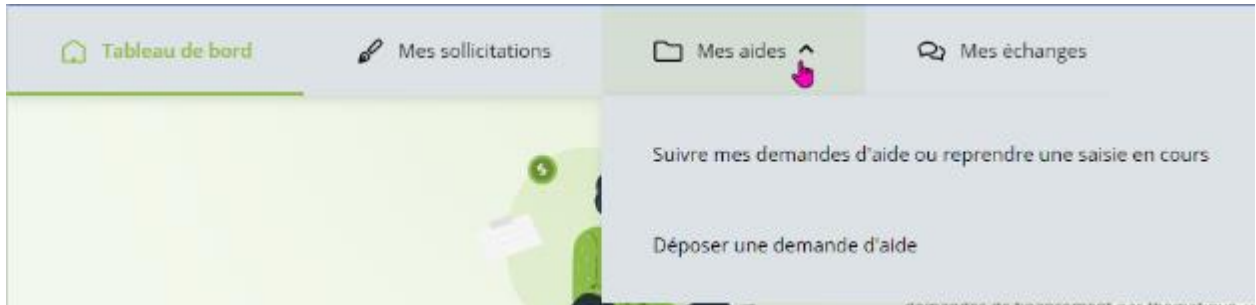 Tableau de bord
Mes sollicitations
Mes aides
Mes échanges
Suivre mes demandes d'aide ou reprendre une saisie en cours
Déposer une demande d'aide